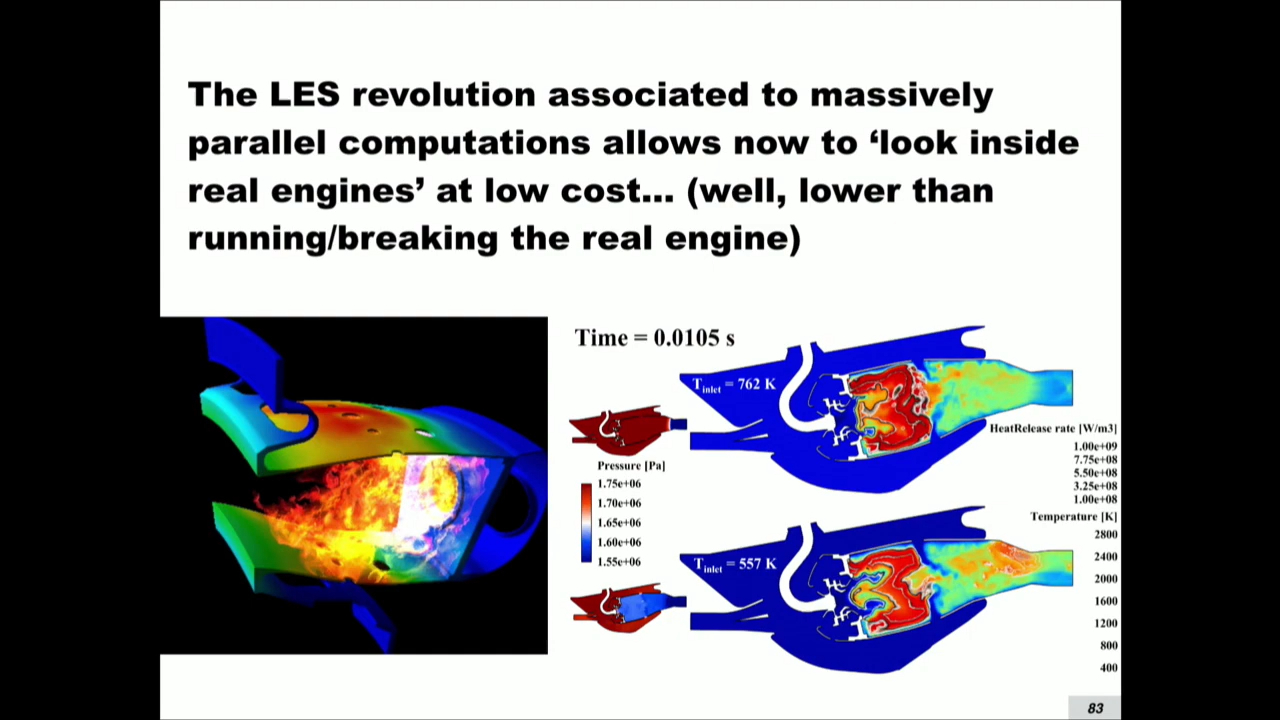 The LES revolution associated to massively
parallel computations allows now to ‘look inside
real engines’ at low cost... (well, lower than
running/breaking the real engine)
Time = 0.0105 s
Tinlet = 762 K
HeatRelease rate [W/m3]
1.00e+09
7.75e+08
5.50e+08
3.25e+08
1.00e+08
Pressure [Pa]
1.75e+06
1.70e+06
1.65e+06
1.60e+06
1.55e+06
Temperature [K]
2800
2400
2000
1600
1200
800
400
Tinlet = 557 K
83